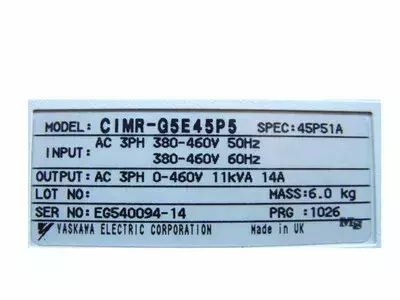 MODEL: CIMR-G5E45P5 SPEC: 45P51A
INPUT: AC 3PH 380-460V 50Hz
380-460V 60Hz
OUTPUT: AC 3PH 0-460V 11kVA 14A
LOT NO: MASS: 6.0 kg
SER NO: EG540094-14 PRG : 1026
YASKAWA ELECTRIC CORPORATION Made in UK